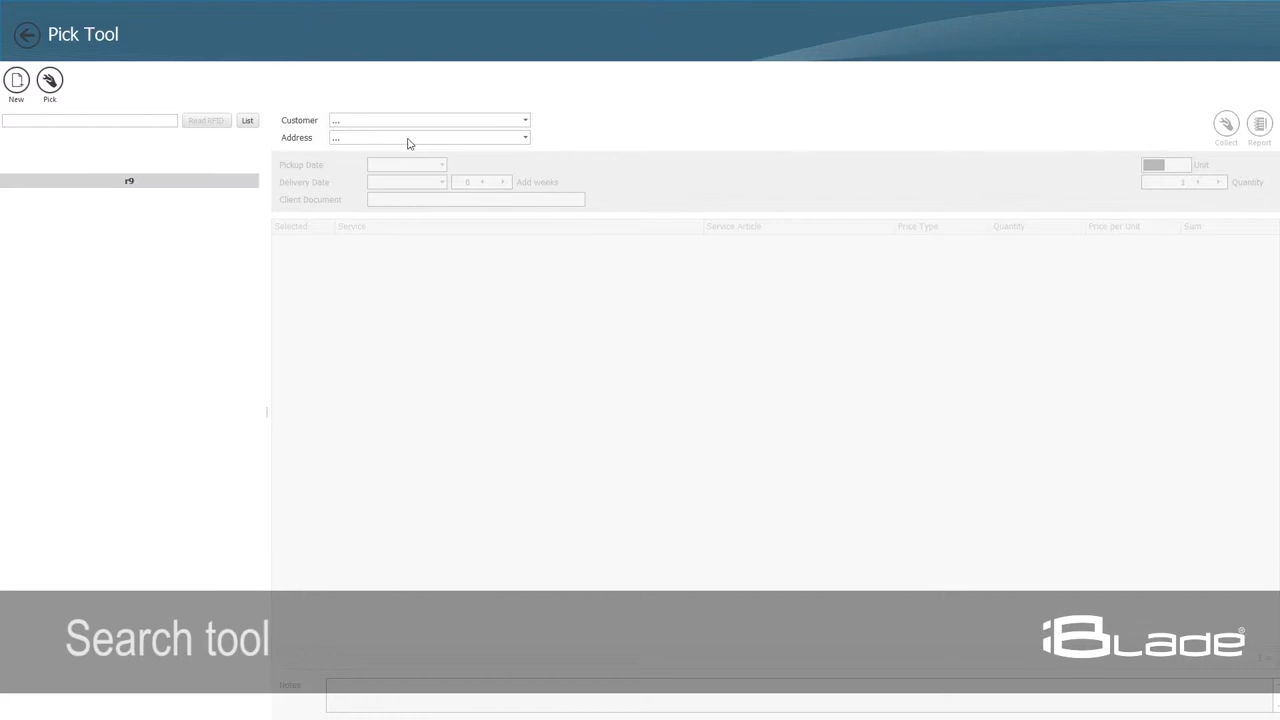 Pick Tool
New
Pick
Read RFID
List
Customer
...
Address
...
Collect
Report
r9
Pickup Date
Unit
Delivery Date
0
Add weeks
1
Quantity
Client Document
Selected
Service
Service Article
Price Type
Quantity
Price per Unit
Sum
Search tool
iBLADE®
Notes